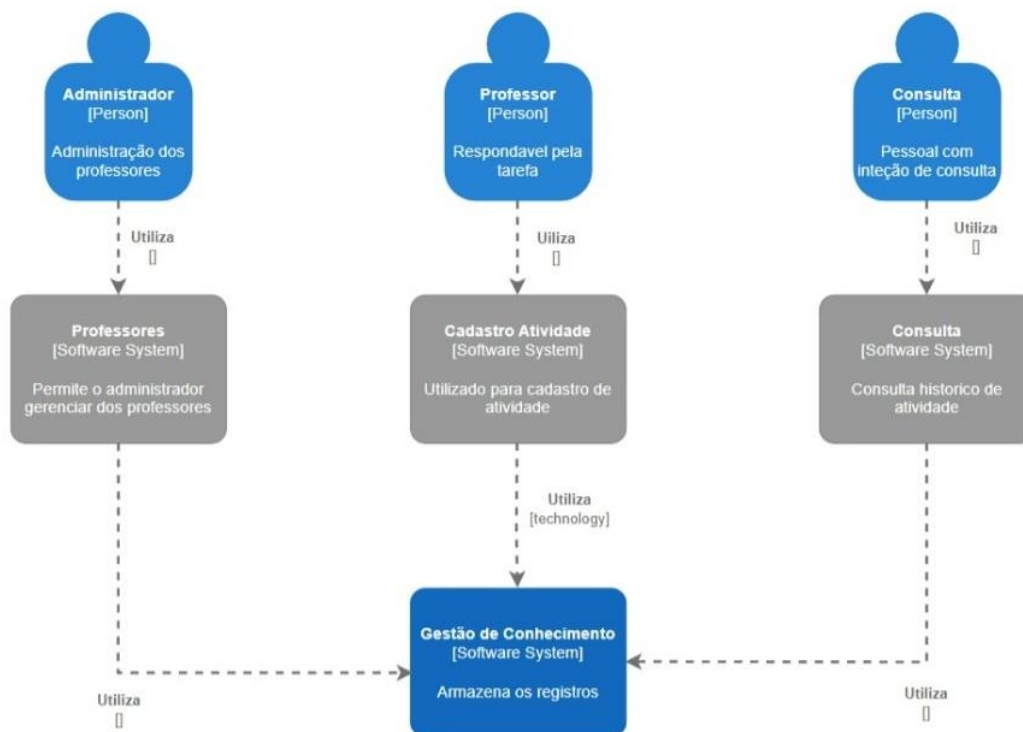 Administrador
[Person]
Administração dos
professores
Professor
[Person]
Respondavel pela
tarefa
Consulta
[Person]
Pessoal com
inteção de consulta
Utiliza
[]
Uiliza
[]
Utiliza
[]
Professores
[Software System]
Permite o administrador
gerenciar dos professores
Cadastro Atividade
[Software System]
Utilizado para cadastro de
atividade
Consulta
[Software System]
Consulta historico de
atividade
Utiliza
[technology]
Gestão de Conhecimento
[Software System]
Armazena os registros
Utiliza
[]
Utiliza
[]